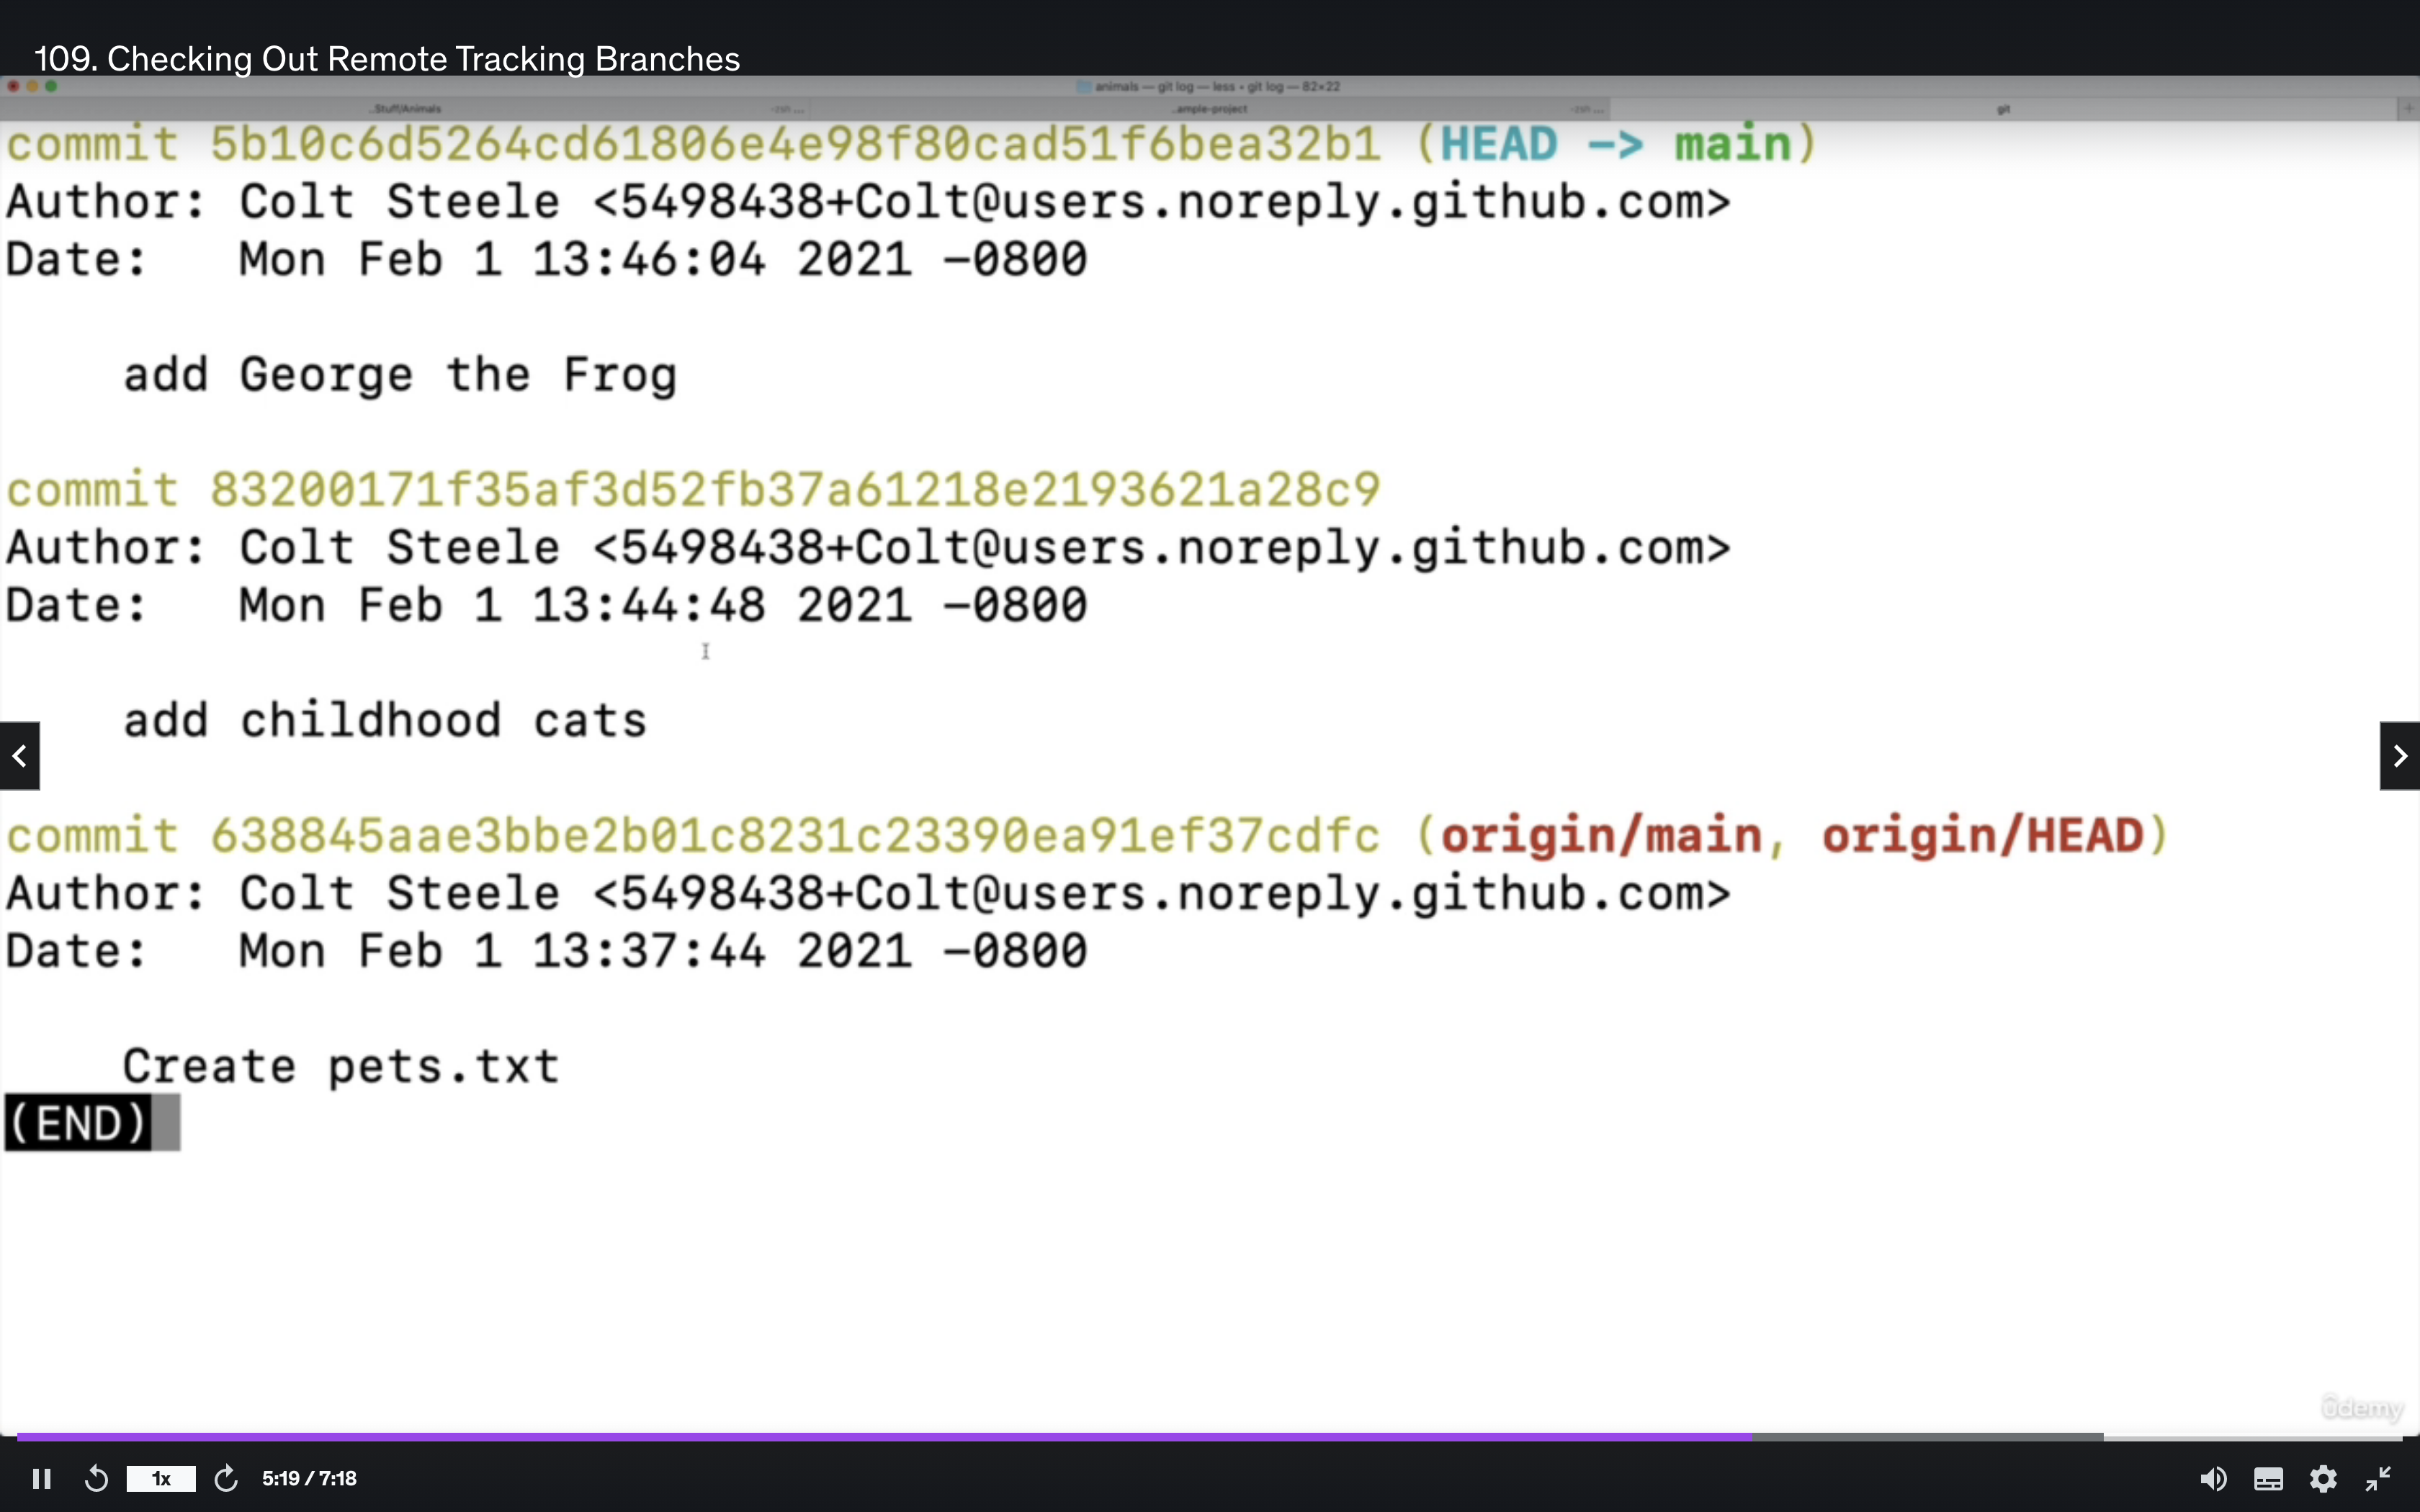 109. Checking Out Remote Tracking Branches
animals — git log — less • git log — 82×22
...Stuff/Animals
-zsh ...
...ample-project
-zsh ...
git
commit 5b10c6d5264cd61806e4e98f80cad51f6bea32b1 (HEAD -> main)
Author: Colt Steele <5498438+Colt@users.noreply.github.com>
Date:   Mon Feb 1 13:46:04 2021 -0800
add George the Frog
commit 83200171f35af3d52fb37a61218e2193621a28c9
Author: Colt Steele <5498438+Colt@users.noreply.github.com>
Date:   Mon Feb 1 13:44:48 2021 -0800
add childhood cats
commit 638845aae3bbe2b01c8231c23390ea91ef37cdfc (origin/main, origin/HEAD)
Author: Colt Steele <5498438+Colt@users.noreply.github.com>
Date:   Mon Feb 1 13:37:44 2021 -0800
Create pets.txt
(END)
ûdemy
1x
5:19 / 7:18